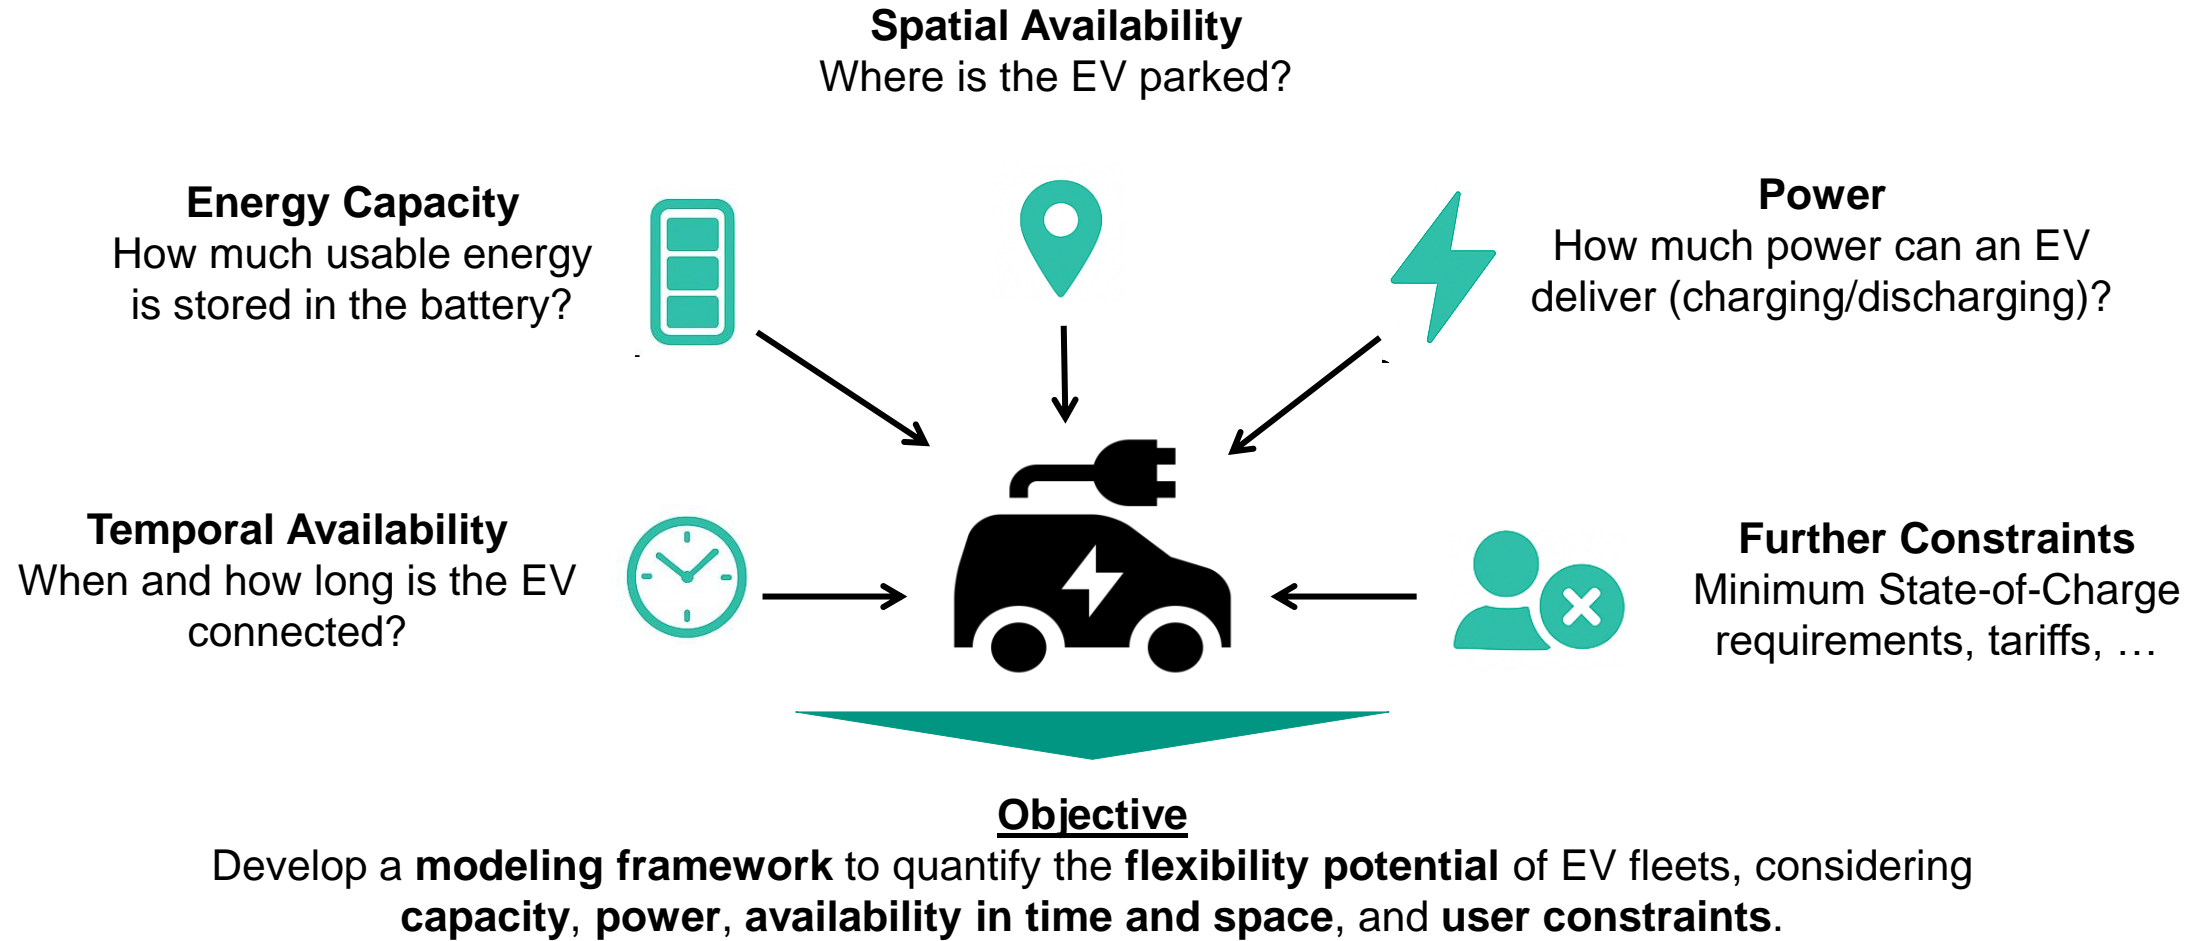 Spatial Availability
Where is the EV parked?
Energy Capacity
How much usable energy
is stored in the battery?
Power
How much power can an EV
deliver (charging/discharging)?
Temporal Availability
When and how long is the EV
connected?
Further Constraints
Minimum State-of-Charge
requirements, tariffs, …
Objective
Develop a modeling framework to quantify the flexibility potential of EV fleets, considering
capacity, power, availability in time and space, and user constraints.